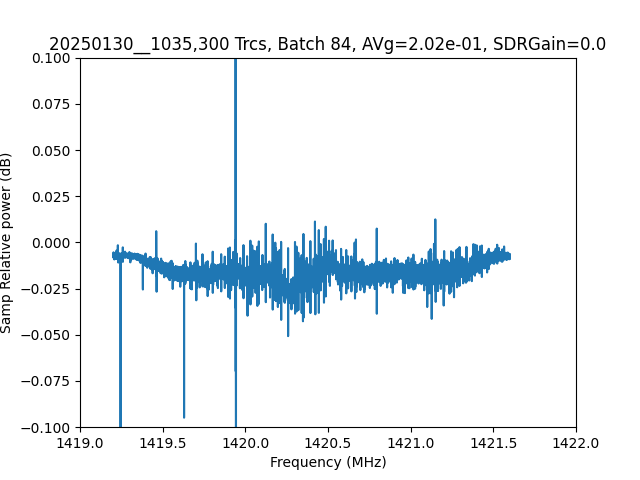 20250130__1035,300 Trcs, Batch 84, AVg=2.02e-01, SDRGain=0.0
0.100
0.075
0.050
0.025
0.000
−0.025
−0.050
−0.075
−0.100
Samp Relative power (dB)
1419.0 1419.5 1420.0 1420.5 1421.0 1421.5 1422.0
Frequency (MHz)